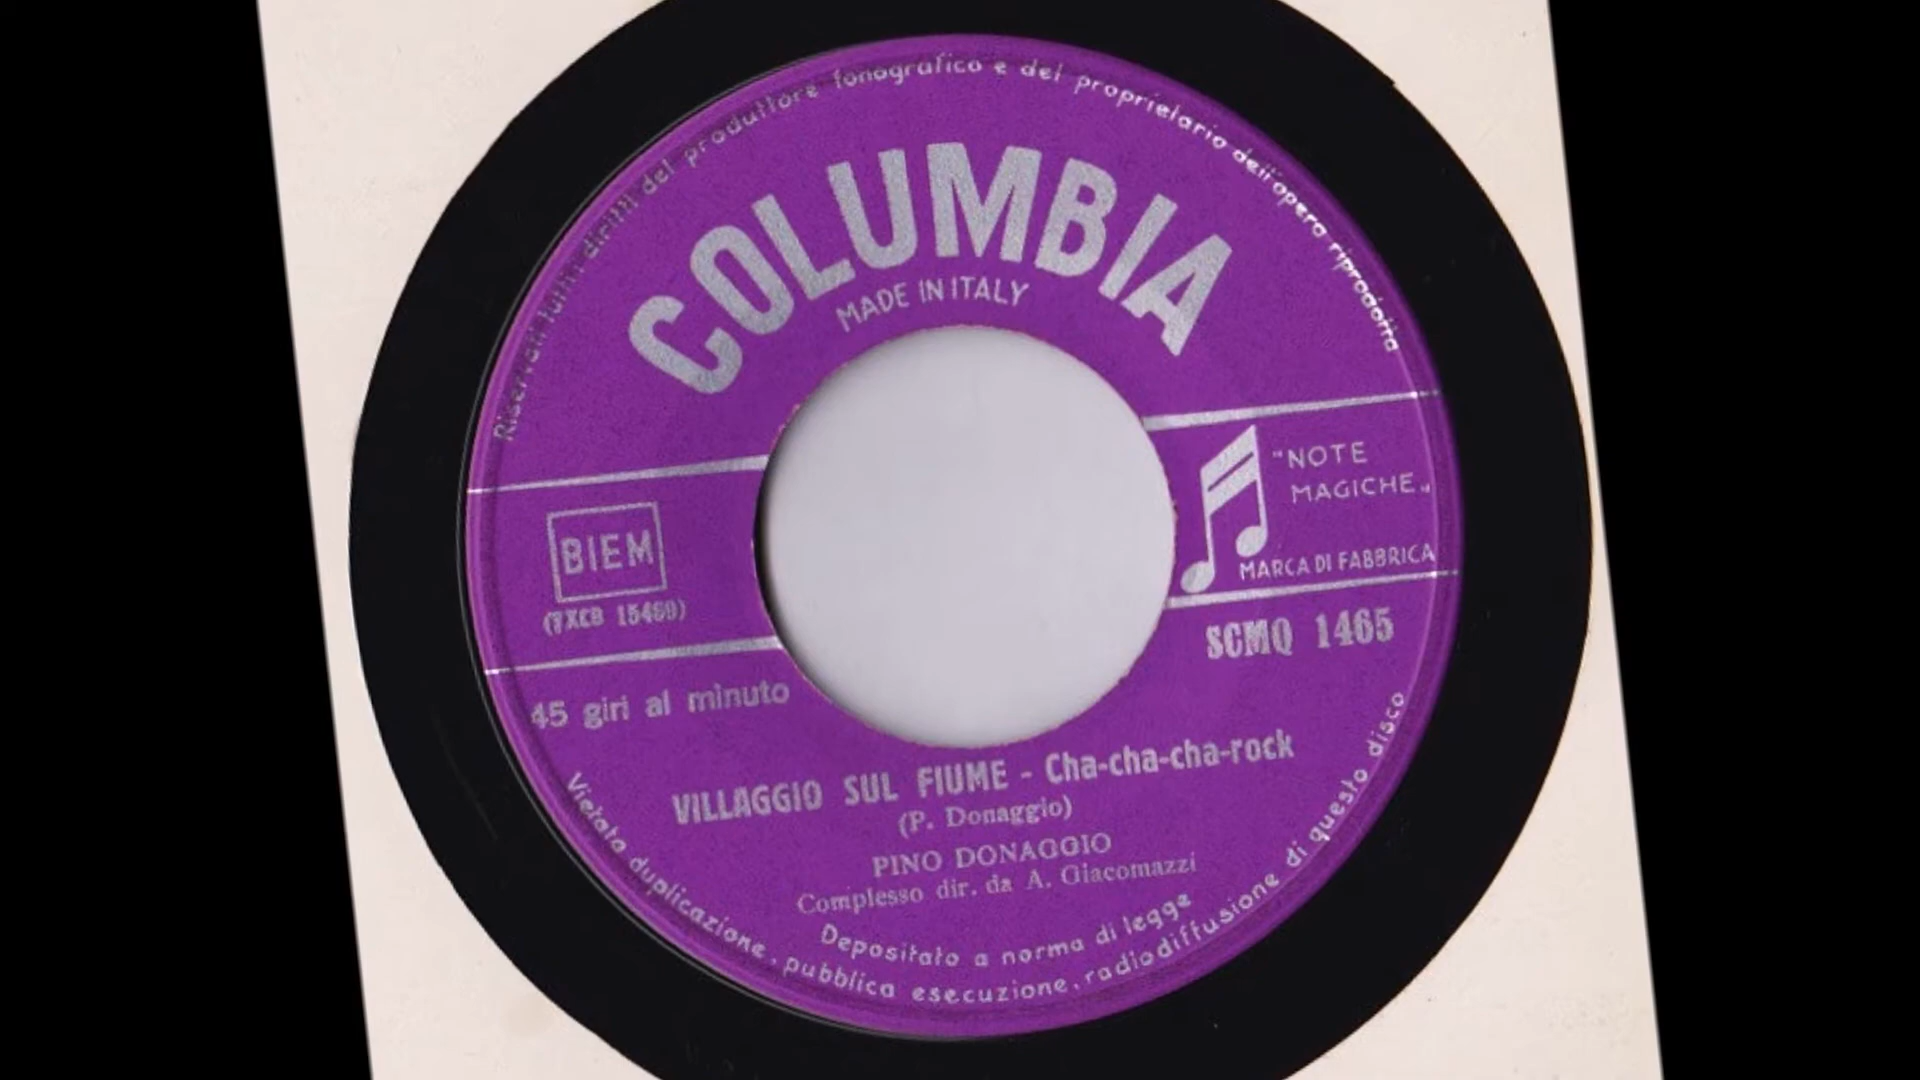 Riservati tutti i diritti del produttore fonografico e del proprietario dell'opera riprodotta
COLUMBIA
MADE IN ITALY
"NOTE
MAGICHE"
MARCA DI FABBRICA
BIEM
(7XCB 15469)
SCMQ 1465
45 giri al minuto
VILLAGGIO SUL FIUME - Cha-cha-cha-rock
(P. Donaggio)
PINO DONAGGIO
Complesso dir. da A. Giacomazzi
Depositato a norma di legge
Vietata duplicazione, pubblica esecuzione, radiodiffusione di questo disco